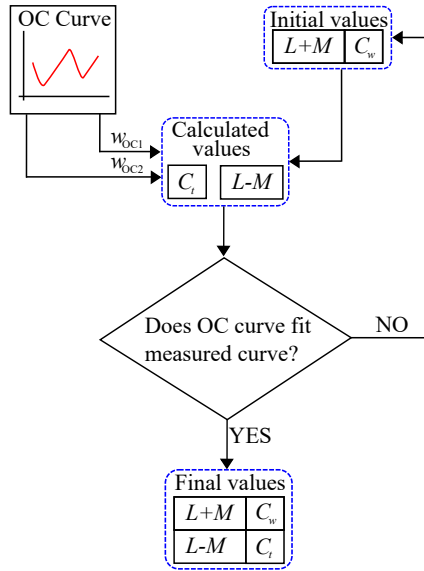 OC Curve
Initial values
L+M C_w
w_OC1
w_OC2
Calculated
values
C_t L-M
Does OC curve fit
measured curve?
NO
YES
Final values
L+M C_w
L-M C_t